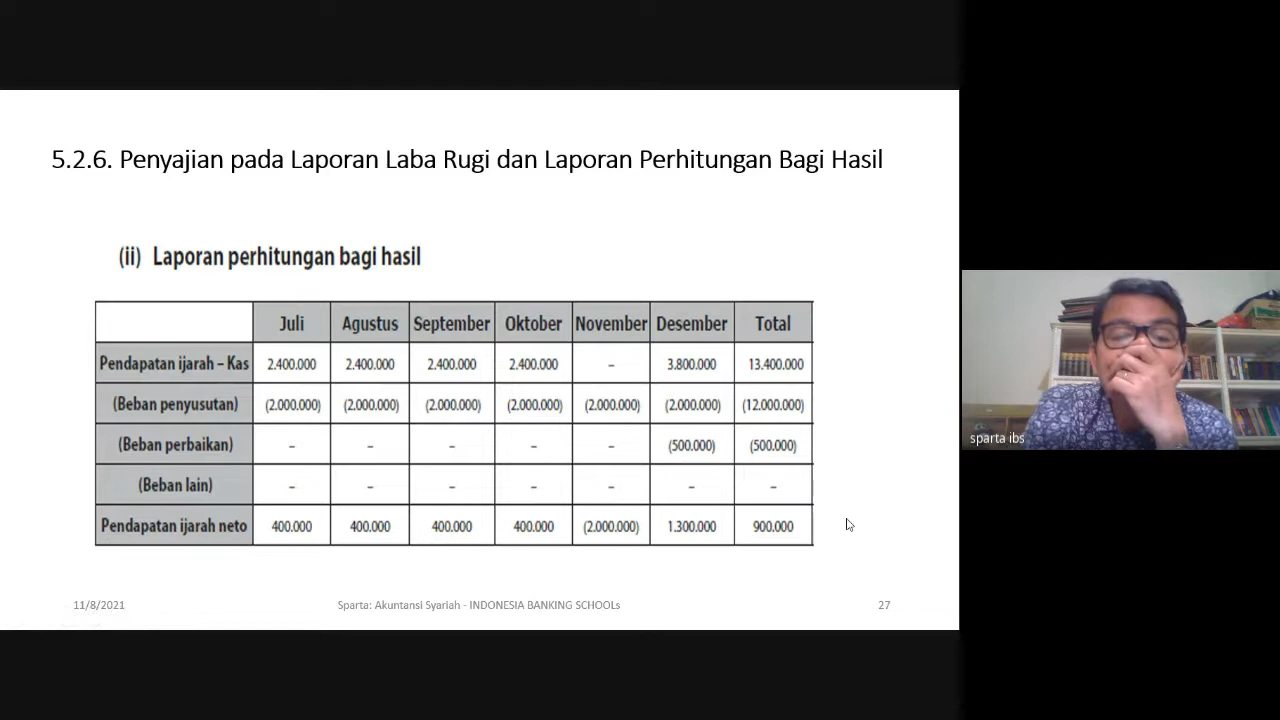 5.2.6. Penyajian pada Laporan Laba Rugi dan Laporan Perhitungan Bagi Hasil
(ii) Laporan perhitungan bagi hasil
Juli Agustus September Oktober November Desember Total
Pendapatan ijarah – Kas 2.400.000 2.400.000 2.400.000 2.400.000 – 3.800.000 13.400.000
(Beban penyusutan) (2.000.000) (2.000.000) (2.000.000) (2.000.000) (2.000.000) (2.000.000) (12.000.000)
(Beban perbaikan) – – – – – (500.000) (500.000)
(Beban lain) – – – – – – –
Pendapatan ijarah neto 400.000 400.000 400.000 400.000 (2.000.000) 1.300.000 900.000
11/8/2021 Sparta: Akuntansi Syariah - INDONESIA BANKING SCHOOLs 27
sparta ibs